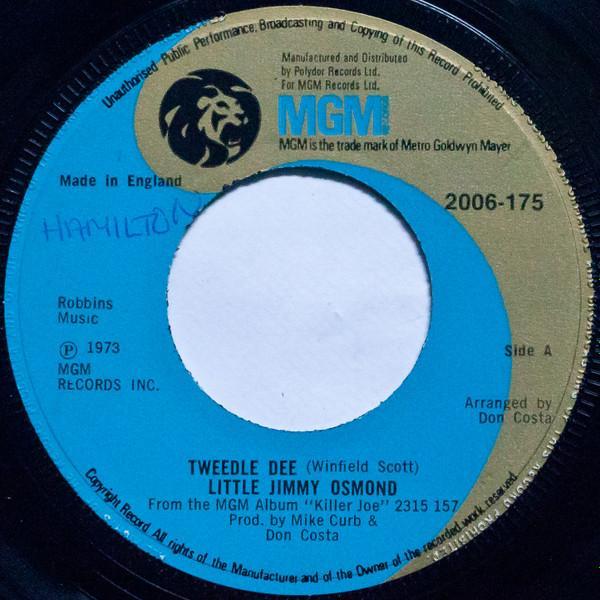 Unauthorised Public Performance, Broadcasting and Copying of this Record Prohibited
Manufactured and Distributed
by Polydor Records Ltd.
For MGM Records Ltd.
MGM
MGM is the trade mark of Metro Goldwyn Mayer
Made in England
2006-175
HAMILTON
Robbins
Music
Ⓟ 1973
MGM
RECORDS INC.
Side A
Arranged by
Don Costa
TWEEDLE DEE (Winfield Scott)
LITTLE JIMMY OSMOND
From the MGM Album "Killer Joe" 2315 157
Prod. by Mike Curb &
Don Costa
Copyright Record All rights of the Manufacturer and of the Owner of the recorded work reserved